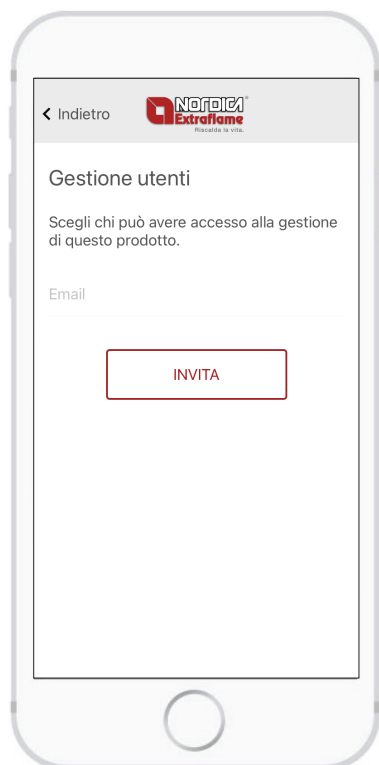 Indietro
NORDICA®
Extraflame
Riscalda la vita.
Gestione utenti
Scegli chi può avere accesso alla gestione
di questo prodotto.
Email
INVITA